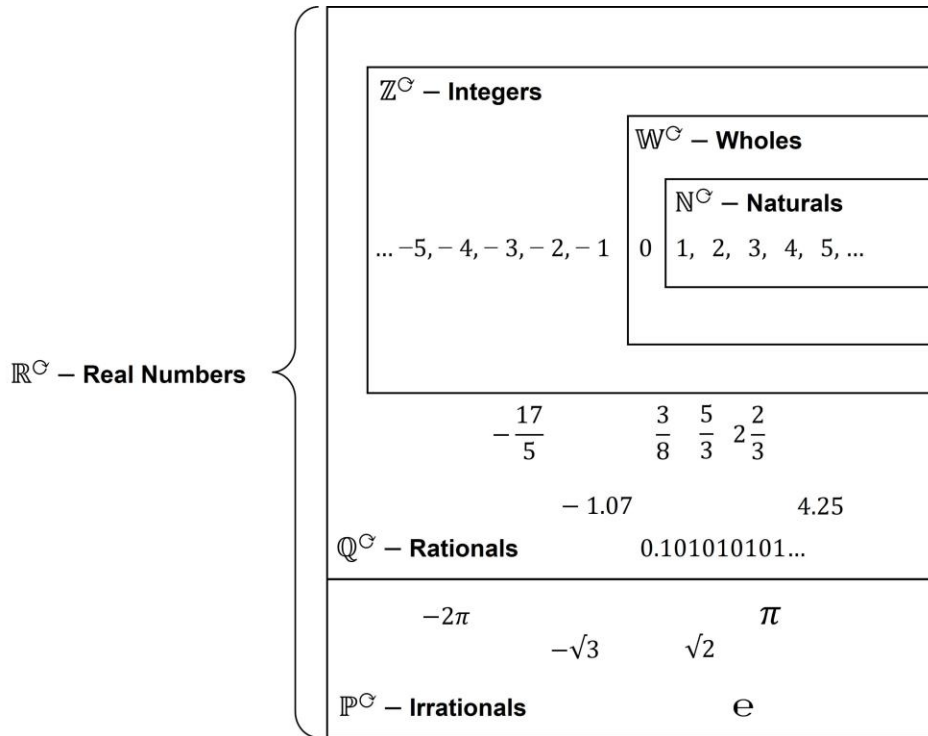 ℤ⟳ – Integers
𝕎⟳ – Wholes
ℕ⟳ – Naturals
... −5, − 4, − 3, − 2, − 1 0 1, 2, 3, 4, 5, ...
ℝ⟳ – Real Numbers
−17/5 3/8 5/3 2 2/3
− 1.07 4.25
ℚ⟳ – Rationals 0.101010101...
−2π π
−√3 √2
ℙ⟳ – Irrationals e